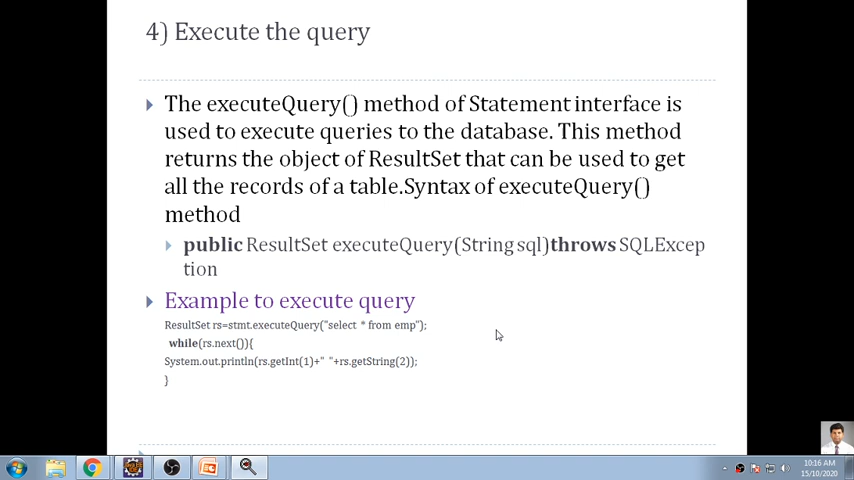 4) Execute the query
The executeQuery() method of Statement interface is
used to execute queries to the database. This method
returns the object of ResultSet that can be used to get
all the records of a table.Syntax of executeQuery()
method
public ResultSet executeQuery(String sql)throws SQLExcep
tion
Example to execute query
ResultSet rs=stmt.executeQuery("select * from emp");
while(rs.next()){
System.out.println(rs.getInt(1)+" "+rs.getString(2));
}
10:16 AM
15/10/2020